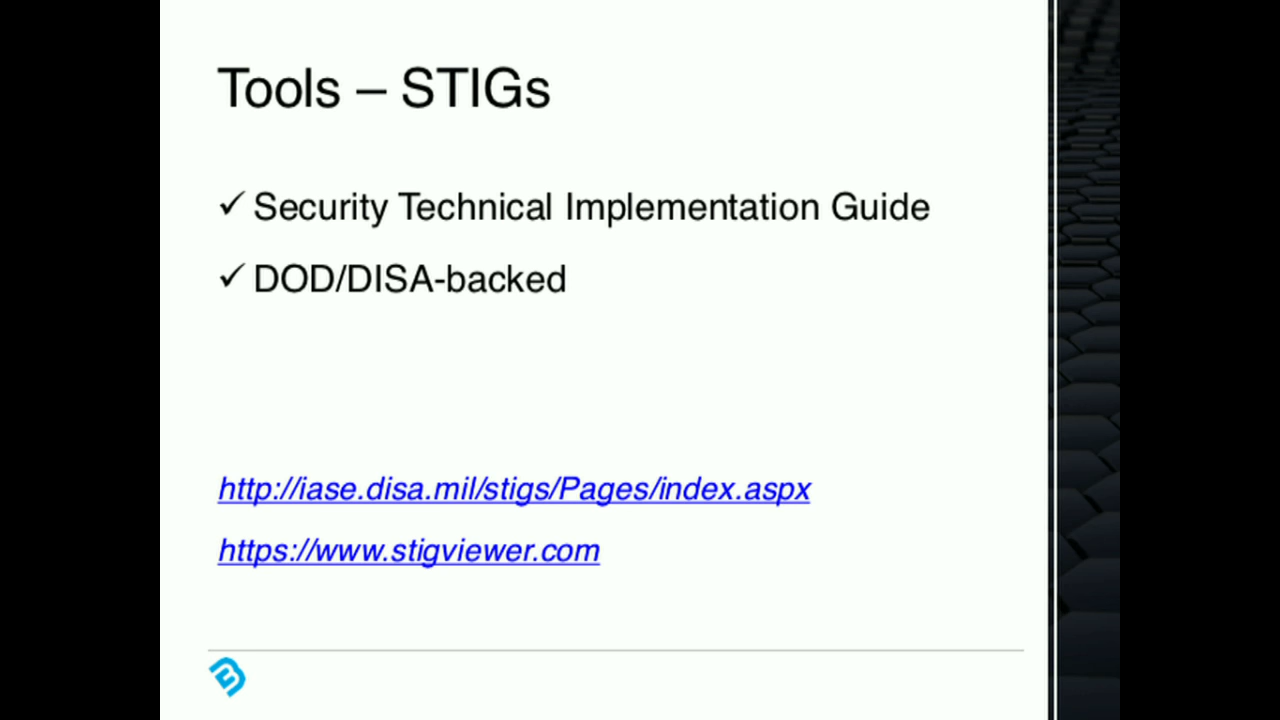 Tools – STIGs
✓ Security Technical Implementation Guide
✓ DOD/DISA-backed
http://iase.disa.mil/stigs/Pages/index.aspx
https://www.stigviewer.com